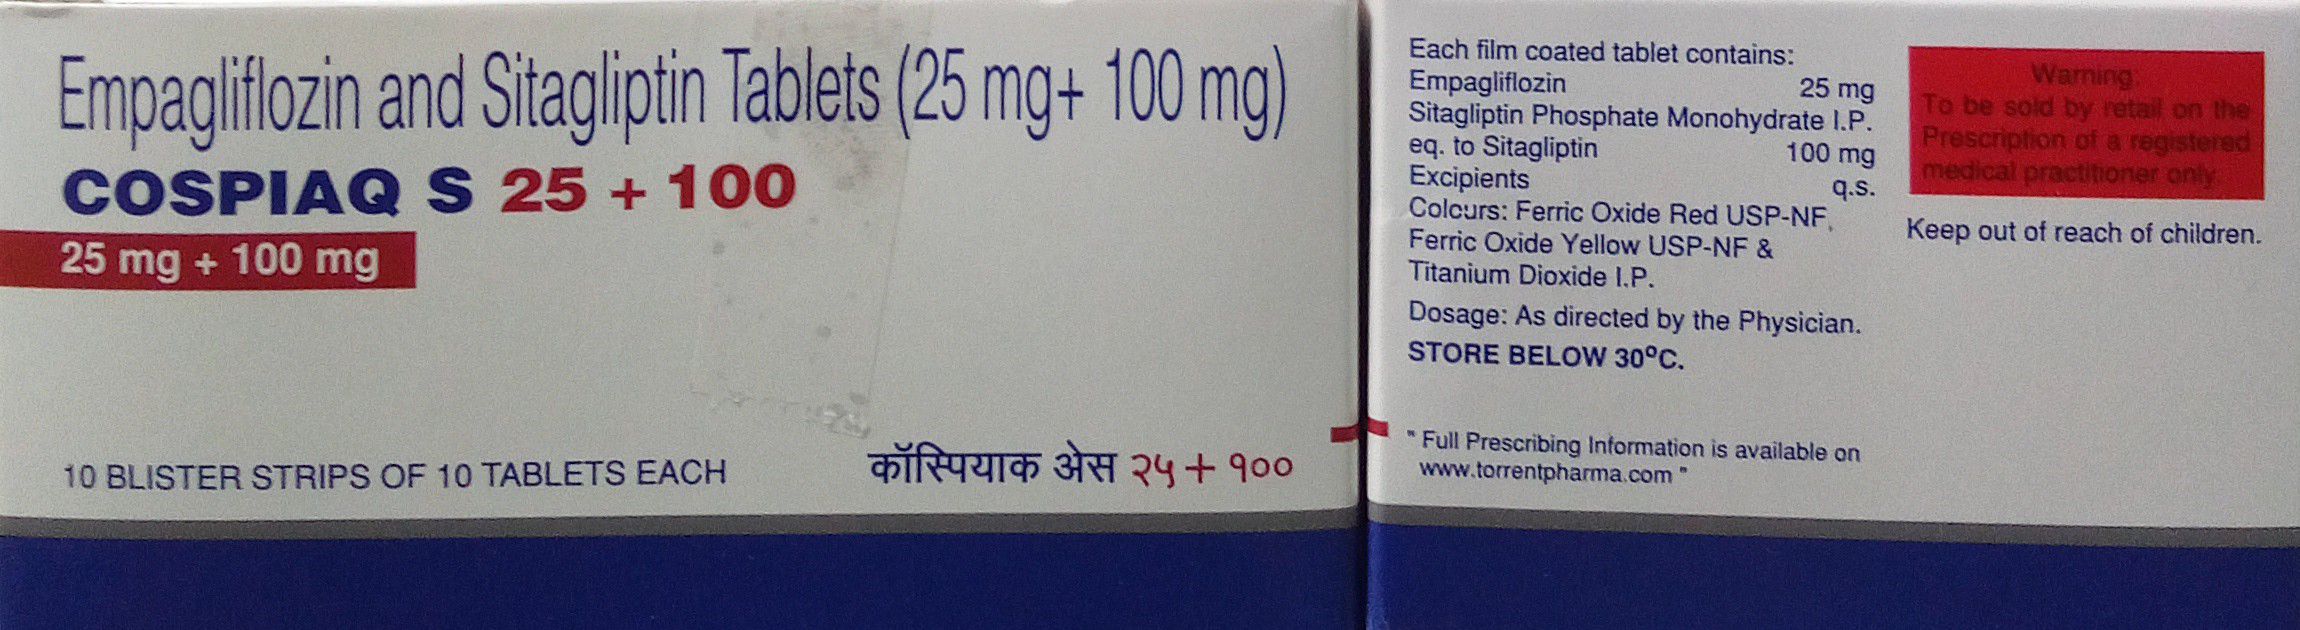 Empagliflozin and Sitagliptin Tablets (25 mg+ 100 mg)
COSPIAQ S 25 + 100
25 mg + 100 mg
10 BLISTER STRIPS OF 10 TABLETS EACH
कॉस्पियाक अेस २५ + १००
Each film coated tablet contains:
Empagliflozin 25 mg
Sitagliptin Phosphate Monohydrate I.P.
eq. to Sitagliptin 100 mg
Excipients q.s.
Colours: Ferric Oxide Red USP-NF,
Ferric Oxide Yellow USP-NF &
Titanium Dioxide I.P.
Dosage: As directed by the Physician.
STORE BELOW 30ºC.
" Full Prescribing Information is available on
www.torrentpharma.com "
Warning:
To be sold by retail on the
Prescription of a registered
medical practitioner only.
Keep out of reach of children.